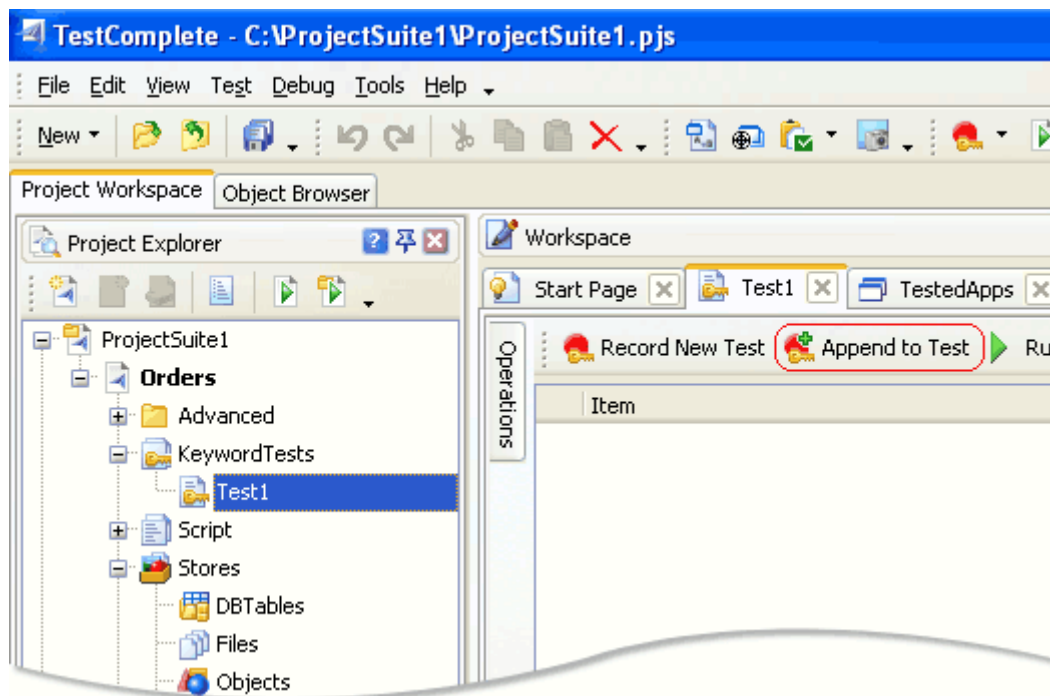 TestComplete - C:\ProjectSuite1\ProjectSuite1.pjs
File Edit View Test Debug Tools Help
New
Project Workspace Object Browser
Project Explorer
Workspace
Start Page Test1 TestedApps
Operations
Record New Test Append to Test Ru
Item
ProjectSuite1
Orders
Advanced
KeywordTests
Test1
Script
Stores
DBTables
Files
Objects